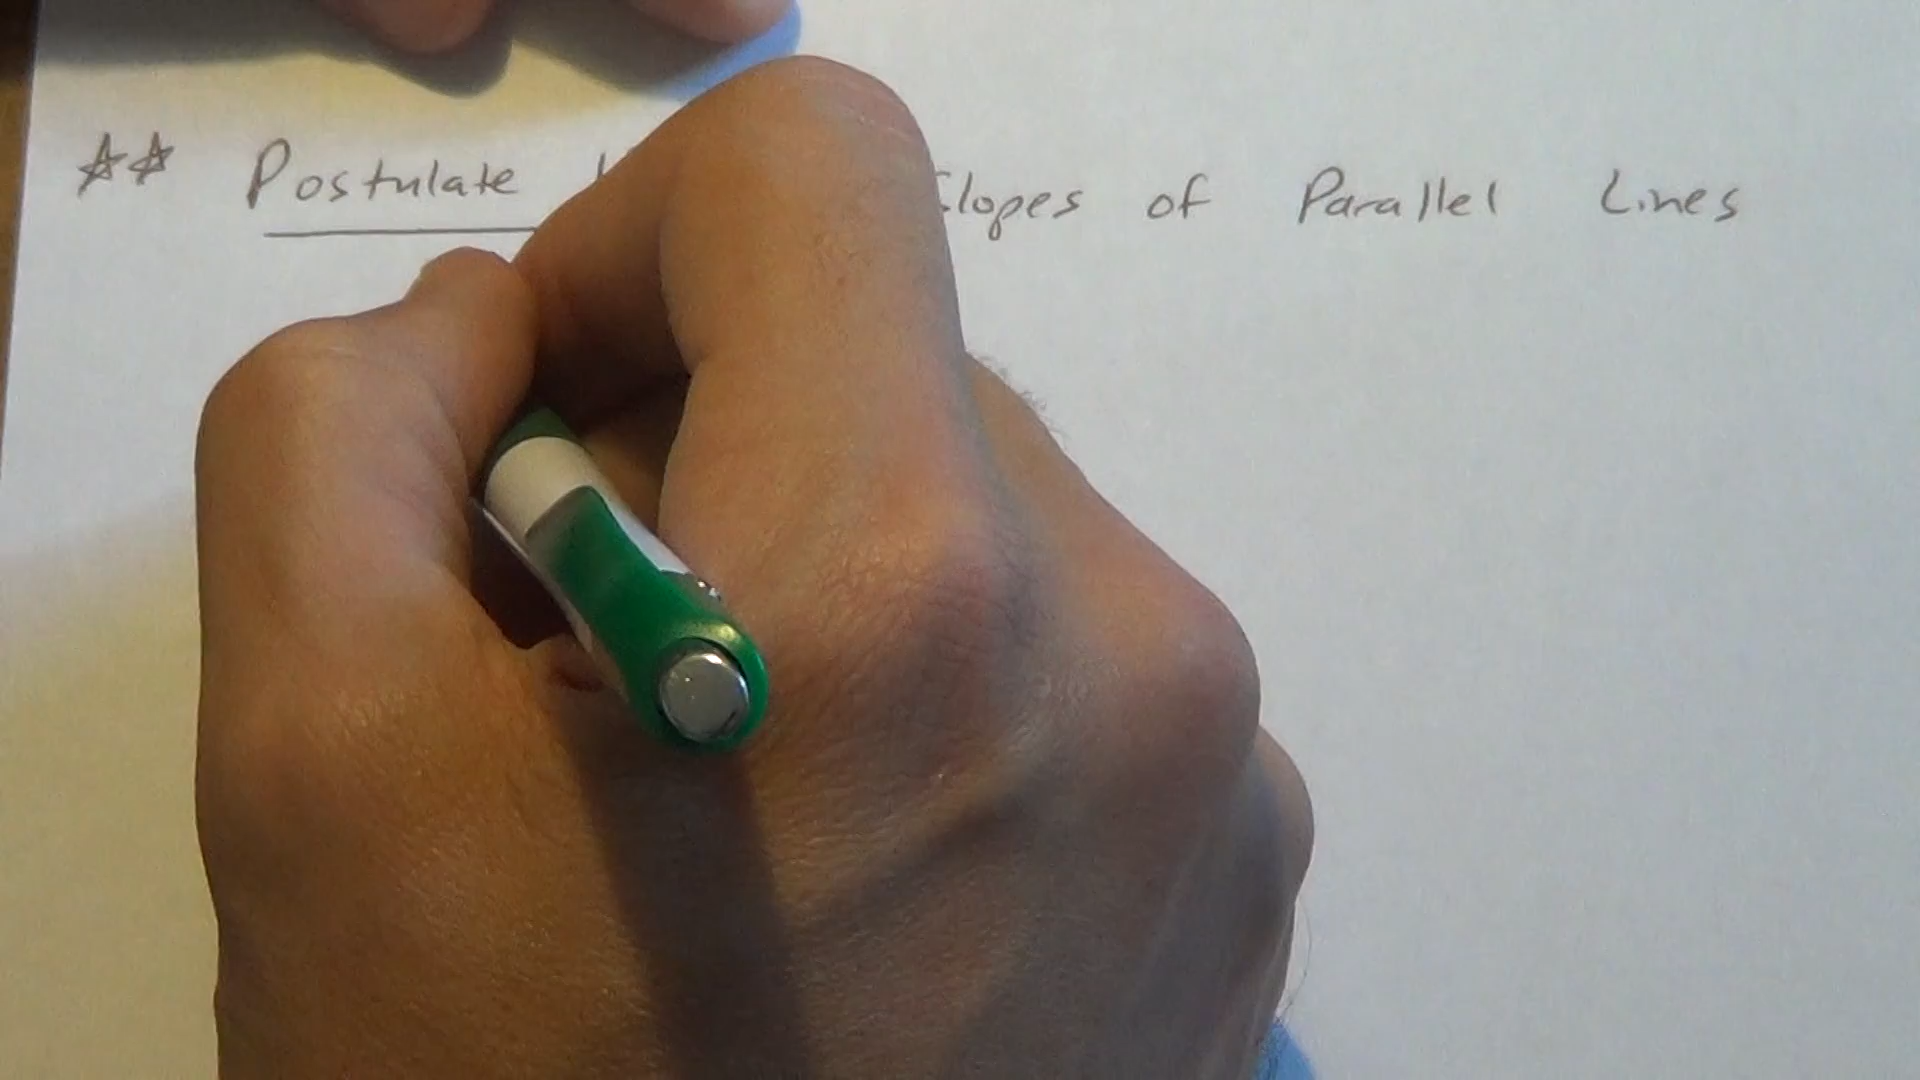 ☆☆ Postulate Slopes of Parallel Lines